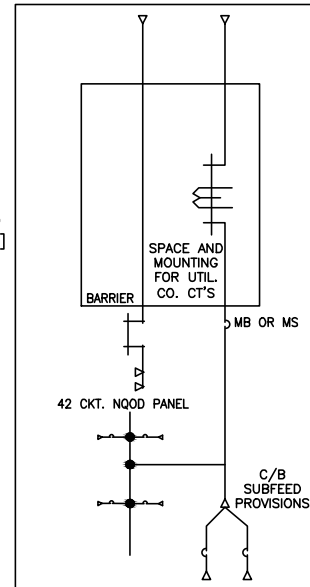 SPACE AND
MOUNTING
FOR UTIL.
CO. CT'S
BARRIER
MB OR MS
42 CKT. NQOD PANEL
C/B
SUBFEED
PROVISIONS